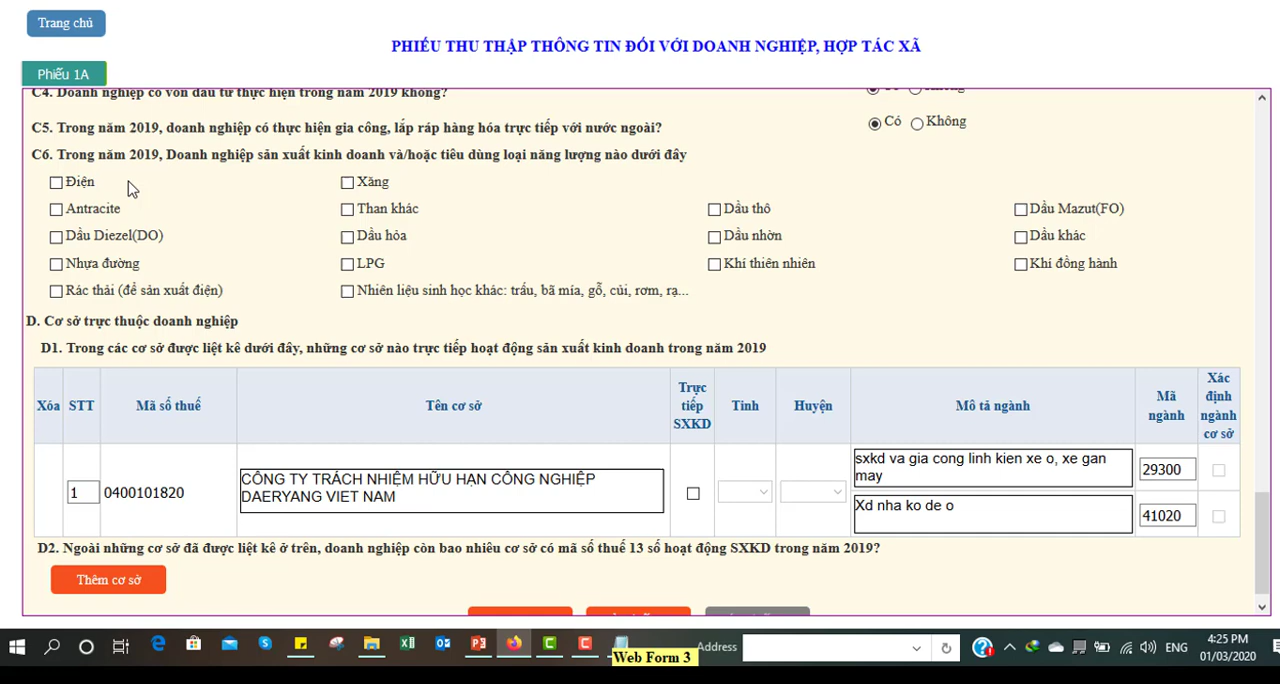 Trang chủ
PHIẾU THU THẬP THÔNG TIN ĐỐI VỚI DOANH NGHIỆP, HỢP TÁC XÃ
Phiếu 1A
C4. Doanh nghiệp có vốn đầu tư thực hiện trong năm 2019 không?
Có Không
C5. Trong năm 2019, doanh nghiệp có thực hiện gia công, lắp ráp hàng hóa trực tiếp với nước ngoài?
Có Không
C6. Trong năm 2019, Doanh nghiệp sản xuất kinh doanh và/hoặc tiêu dùng loại năng lượng nào dưới đây
Điện Xăng
Antracite Than khác Dầu thô Dầu Mazut(FO)
Dầu Diezel(DO) Dầu hỏa Dầu nhờn Dầu khác
Nhựa đường LPG Khí thiên nhiên Khí đồng hành
Rác thải (để sản xuất điện) Nhiên liệu sinh học khác: trấu, bã mía, gỗ, củi, rơm, rạ...
D. Cơ sở trực thuộc doanh nghiệp
D1. Trong các cơ sở được liệt kê dưới đây, những cơ sở nào trực tiếp hoạt động sản xuất kinh doanh trong năm 2019
Xóa STT Mã số thuế Tên cơ sở Trực tiếp SXKD Tỉnh Huyện Mô tả ngành Mã ngành Xác định ngành cơ sở
1 0400101820
CÔNG TY TRÁCH NHIỆM HỮU HẠN CÔNG NGHIỆP
DAERYANG VIET NAM
sxkd va gia cong linh kien xe o, xe gan
may
29300
Xd nha ko de o
41020
D2. Ngoài những cơ sở đã được liệt kê ở trên, doanh nghiệp còn bao nhiêu cơ sở có mã số thuế 13 số hoạt động SXKD trong năm 2019?
Thêm cơ sở
Web Form 3
Address
ENG
4:25 PM
01/03/2020